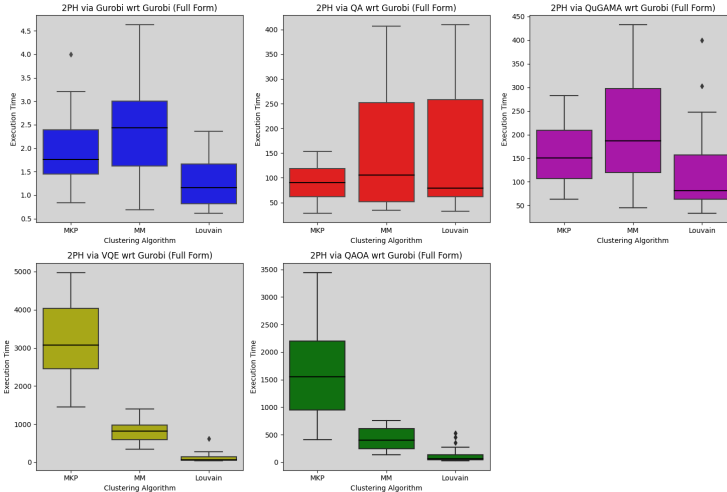 2PH via Gurobi wrt Gurobi (Full Form)
Execution Time
4.5
4.0
3.5
3.0
2.5
2.0
1.5
1.0
0.5
MKP
MM
Louvain
Clustering Algorithm
2PH via QA wrt Gurobi (Full Form)
Execution Time
400
350
300
250
200
150
100
50
MKP
MM
Louvain
Clustering Algorithm
2PH via QuGAMA wrt Gurobi (Full Form)
Execution Time
450
400
350
300
250
200
150
100
50
MKP
MM
Louvain
Clustering Algorithm
2PH via VQE wrt Gurobi (Full Form)
Execution Time
5000
4000
3000
2000
1000
0
MKP
MM
Louvain
Clustering Algorithm
2PH via QAOA wrt Gurobi (Full Form)
Execution Time
3500
3000
2500
2000
1500
1000
500
0
MKP
MM
Louvain
Clustering Algorithm